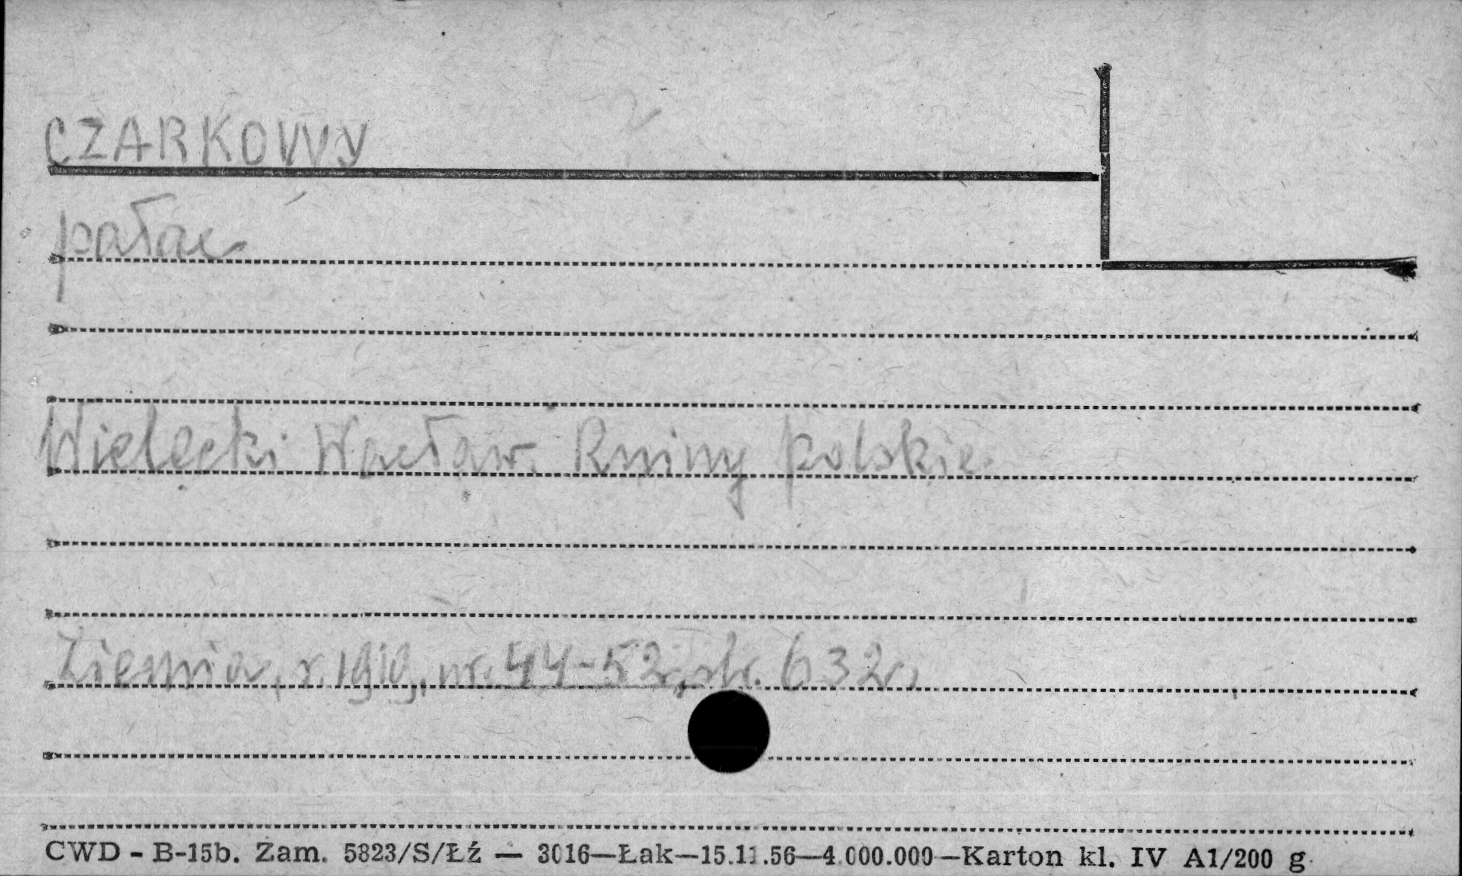 CZARKOWY
pałac
Wielecki Wacław. Ruiny polskie.
Ziemia, r. 1919, nr. 44-52, str. 632.
CWD - B-15b. Zam. 5823/S/Łź — 3016—Łak—15.11.56—4.000.000—Karton kl. IV A1/200 g